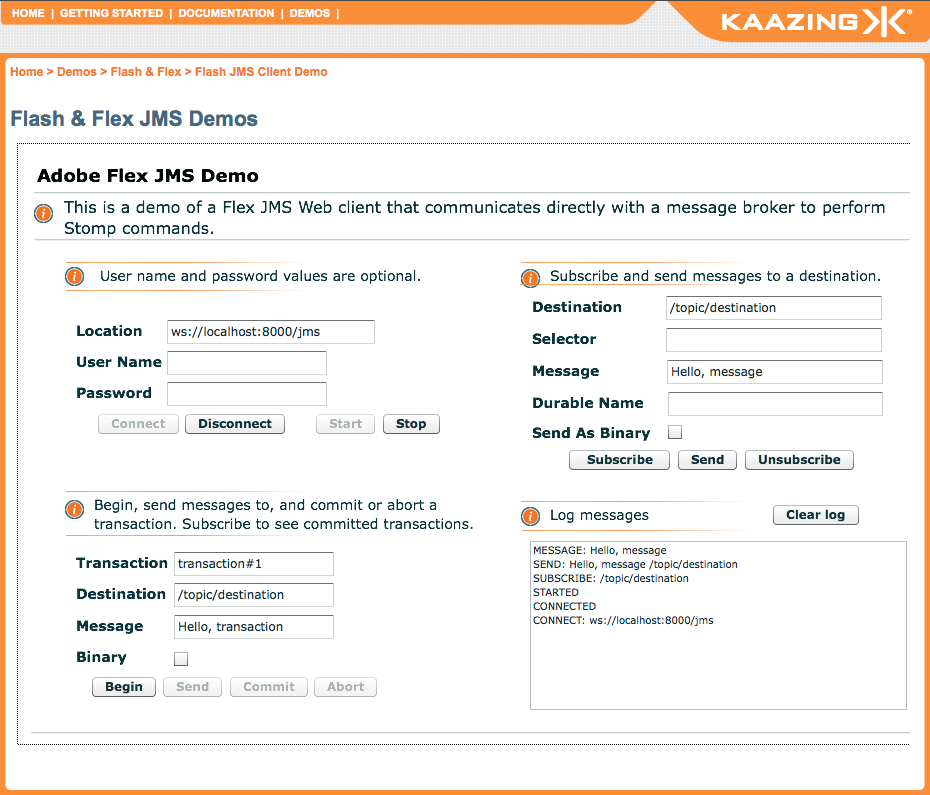 HOME | GETTING STARTED | DOCUMENTATION | DEMOS |
KAAZING
Home > Demos > Flash & Flex > Flash JMS Client Demo
Flash & Flex JMS Demos
Adobe Flex JMS Demo
This is a demo of a Flex JMS Web client that communicates directly with a message broker to perform
Stomp commands.
User name and password values are optional.
Location ws://localhost:8000/jms
User Name
Password
Connect Disconnect Start Stop
Subscribe and send messages to a destination.
Destination /topic/destination
Selector
Message Hello, message
Durable Name
Send As Binary
Subscribe Send Unsubscribe
Begin, send messages to, and commit or abort a
transaction. Subscribe to see committed transactions.
Transaction transaction#1
Destination /topic/destination
Message Hello, transaction
Binary
Begin Send Commit Abort
Log messages Clear log
MESSAGE: Hello, message
SEND: Hello, message /topic/destination
SUBSCRIBE: /topic/destination
STARTED
CONNECTED
CONNECT: ws://localhost:8000/jms